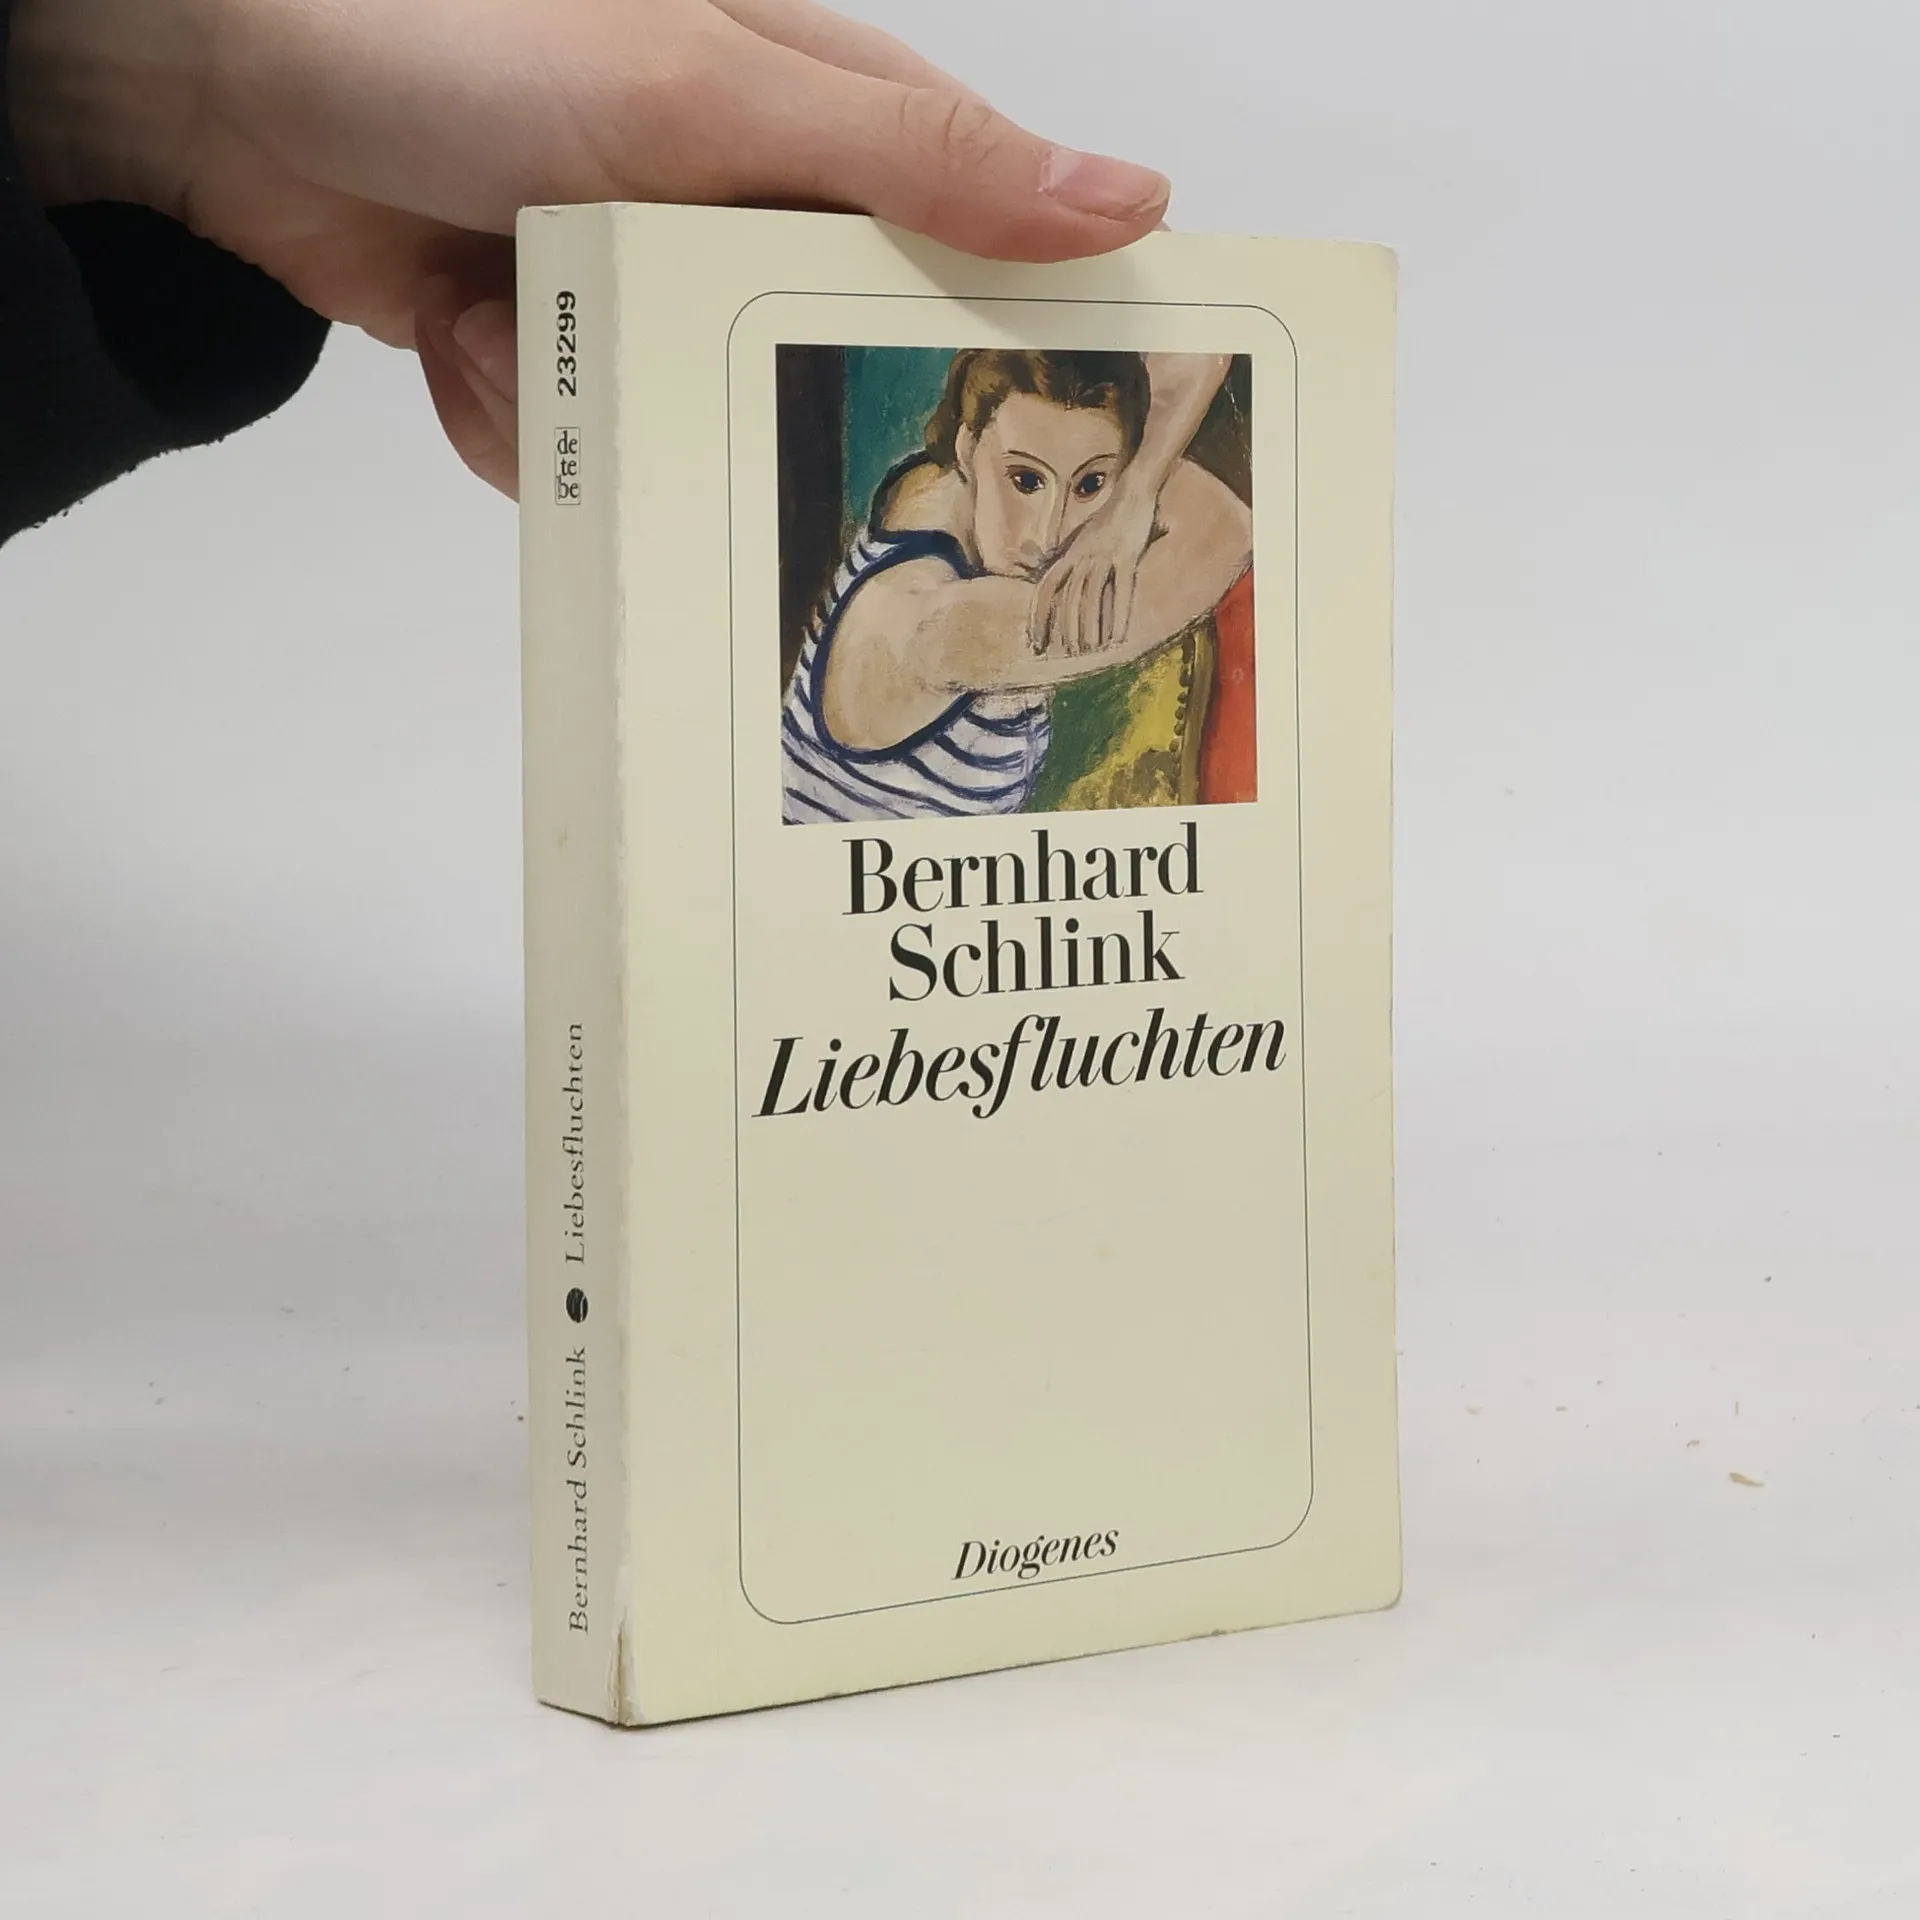 Bernhard
Schlink
Liebesfluchten
Diogenes
Bernhard Schlink Liebesfluchten
de
te
be
23299